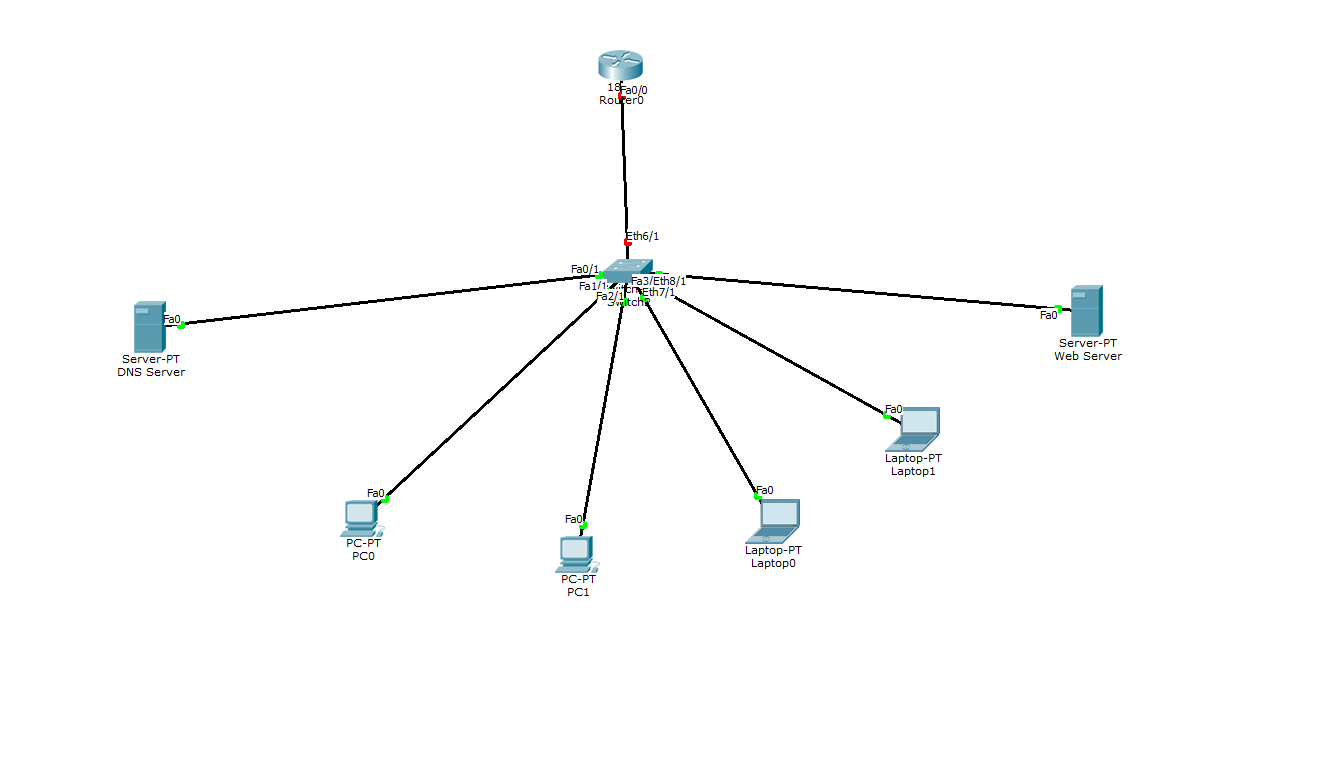 Fa0/0
Router0
Eth6/1
Fa0/1
Fa1/1
Fa2/1
Fa3/
Eth8/1
Eth7/1
Fa0
Server-PT
DNS Server
Fa0
Server-PT
Web Server
Fa0
Laptop-PT
Laptop1
Fa0
PC-PT
PC0
Fa0
PC-PT
PC1
Fa0
Laptop-PT
Laptop0